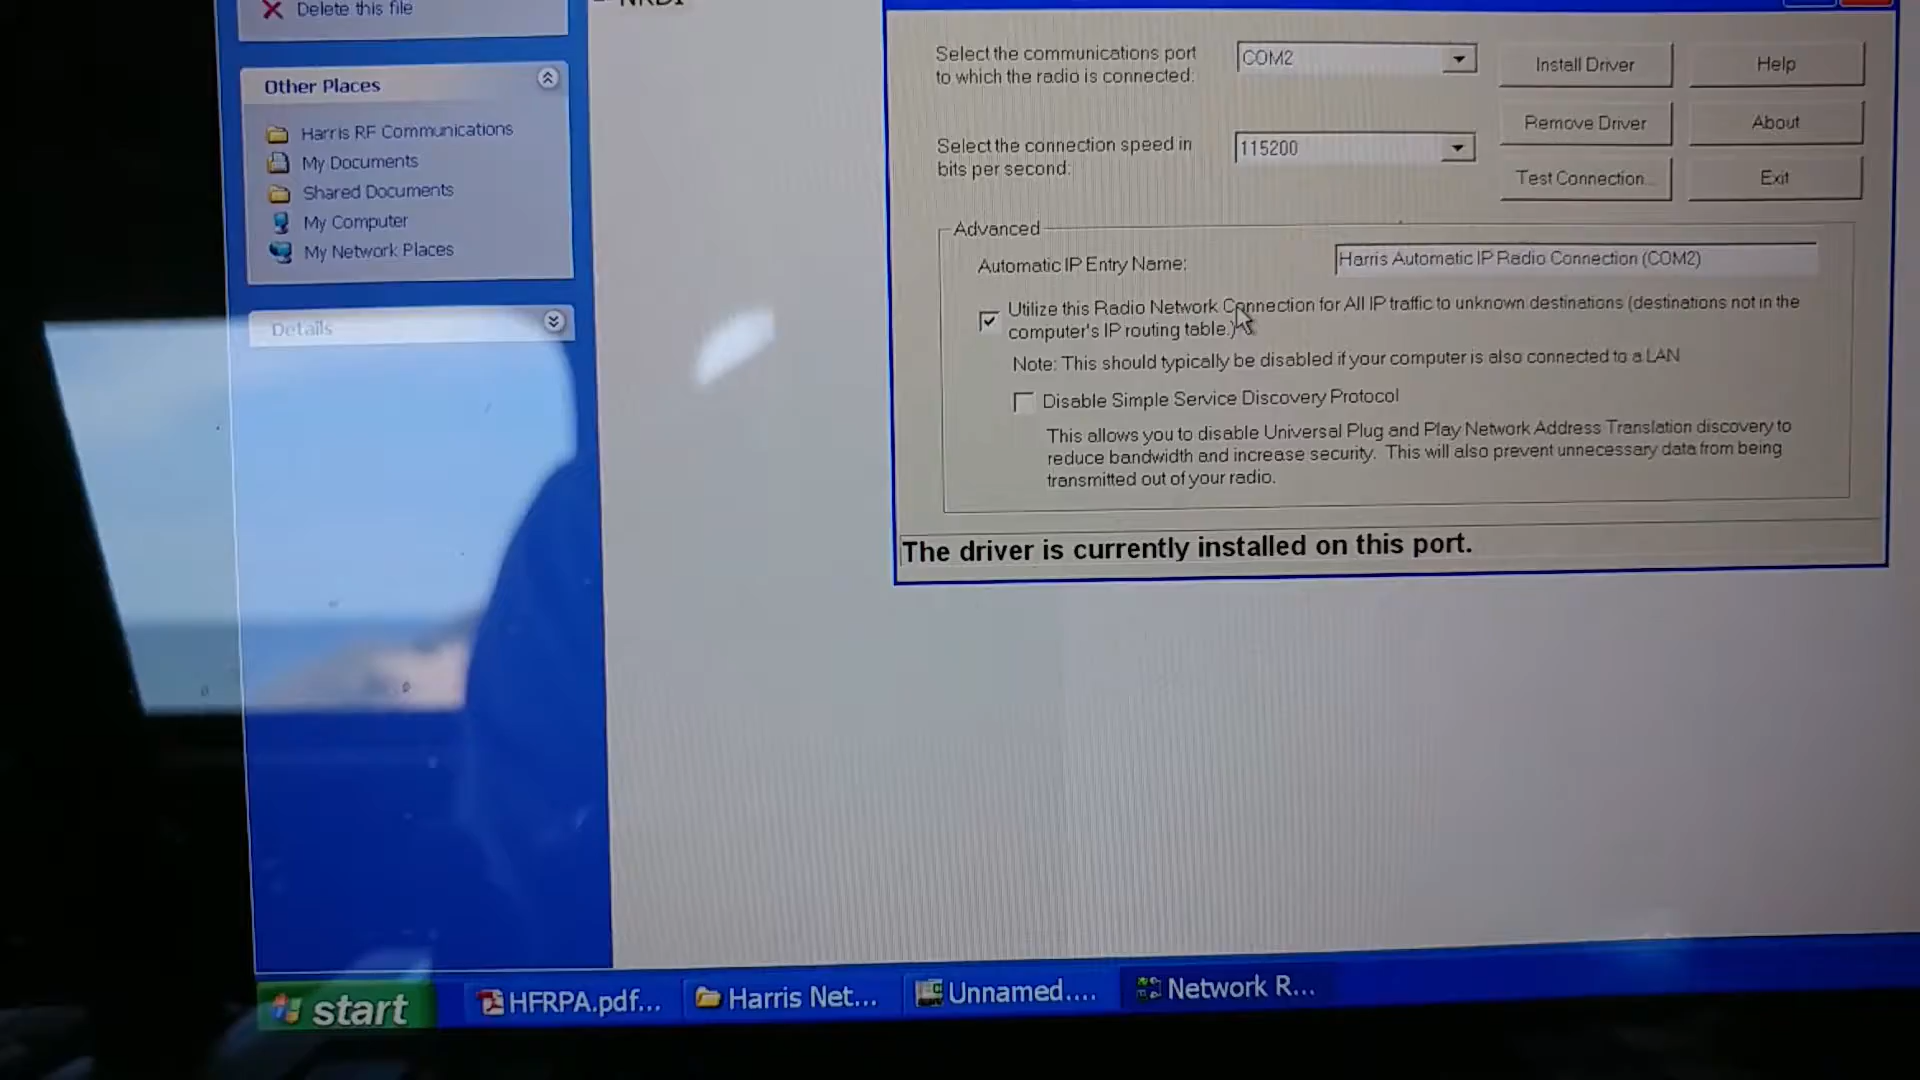 Delete this file
Other Places
Harris RF Communications
My Documents
Shared Documents
My Computer
My Network Places
Details
Select the communications port
to which the radio is connected:
COM2
Select the connection speed in
bits per second:
115200
Install Driver
Help
Remove Driver
About
Test Connection...
Exit
Advanced
Automatic IP Entry Name:
Harris Automatic IP Radio Connection (COM2)
Utilize this Radio Network Connection for All IP traffic to unknown destinations (destinations not in the
computer's IP routing table.)
Note: This should typically be disabled if your computer is also connected to a LAN
Disable Simple Service Discovery Protocol
This allows you to disable Universal Plug and Play Network Address Translation discovery to
reduce bandwidth and increase security. This will also prevent unnecessary data from being
transmitted out of your radio.
The driver is currently installed on this port.
start
HFRPA.pdf...
Harris Net...
Unnamed....
Network R...